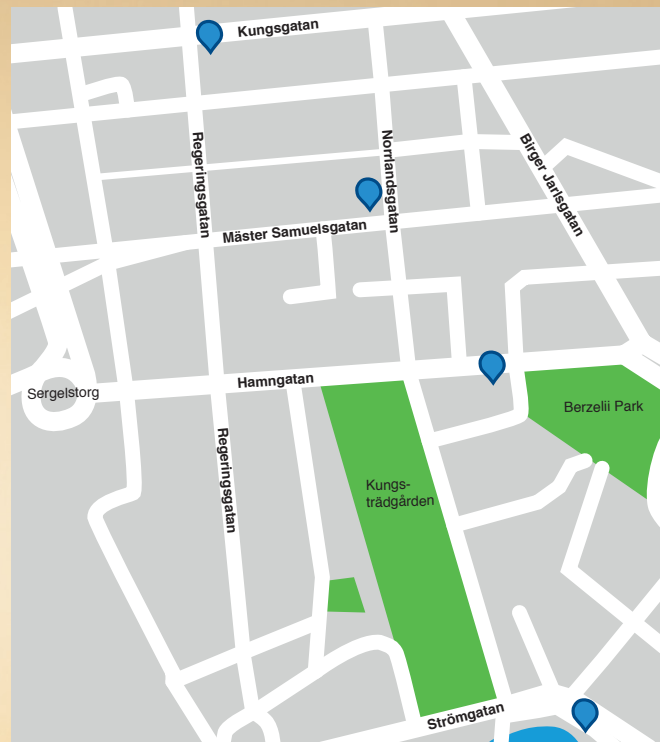 Kungsgatan
Regeringsgatan
Norrlandsgatan
Birger Jarlsgatan
Mäster Samuelsgatan
Hamngatan
Sergelstorg
Berzelii Park
Regeringsgatan
Kungs-
trädgården
Strömgatan